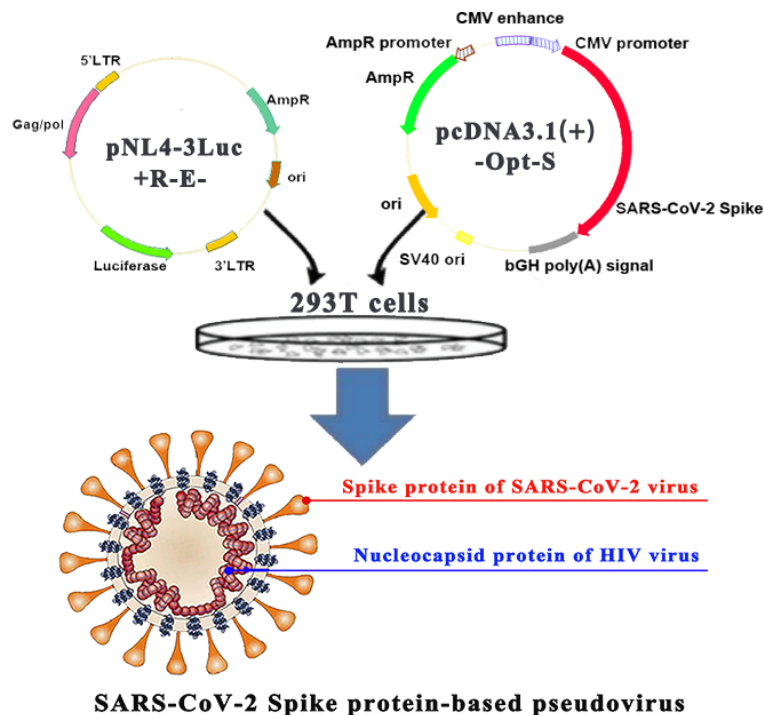 CMV enhance
AmpR promoter
CMV promoter
5'LTR
AmpR
AmpR
Gag/pol
pNL4-3Luc
+R-E-
pcDNA3.1(+)
-Opt-S
ori
ori
SARS-CoV-2 Spike
Luciferase
3'LTR
SV40 ori
bGH poly(A) signal
293T cells
Spike protein of SARS-CoV-2 virus
Nucleocapsid protein of HIV virus
SARS-CoV-2 Spike protein-based pseudovirus